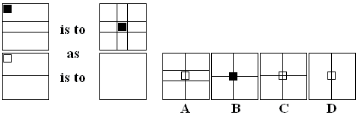 is to
as
is to
A B C D